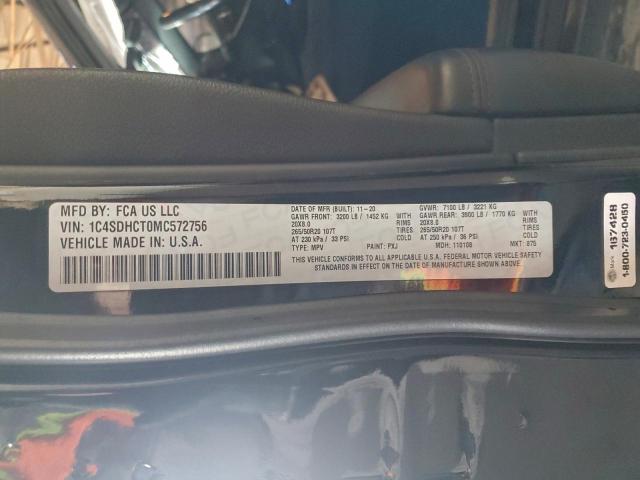 MFD BY: FCA US LLC
VIN: 1C4SDHCT0MC572756
VEHICLE MADE IN: U.S.A.
DATE OF MFR (BUILT): 11-20
GAWR FRONT: 3200 LB / 1452 KG WITH
20X8.0 RIMS
265/50R20 107T TIRES
AT 230 kPa / 33 PSI
TYPE: MPV PAINT: PXJ
GVWR: 7100 LB / 3221 KG
GAWR REAR: 3900 LB / 1770 KG WITH
20X8.0 RIMS
265/50R20 107T TIRES
AT 250 kPa / 36 PSI
MDH: 110108 MKT: 875
THIS VEHICLE CONFORMS TO ALL APPLICABLE U.S.A. FEDERAL MOTOR VEHICLE SAFETY
STANDARDS IN EFFECT ON THE DATE OF MANUFACTURE SHOWN ABOVE.
Mark 167428
1-800-723-0450